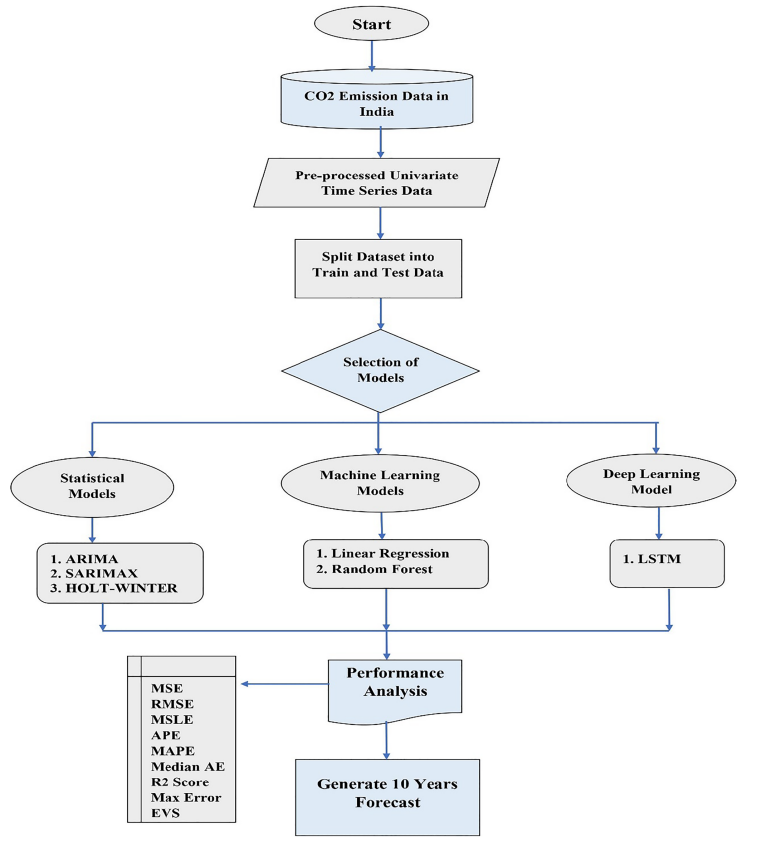 Start
CO2 Emission Data in
India
Pre-processed Univariate
Time Series Data
Split Dataset into
Train and Test Data
Selection of
Models
Statistical
Models
Machine Learning
Models
Deep Learning
Model
1. ARIMA
2. SARIMAX
3. HOLT-WINTER
1. Linear Regression
2. Random Forest
1. LSTM
Performance
Analysis
MSE
RMSE
MSLE
APE
MAPE
Median AE
R2 Score
Max Error
EVS
Generate 10 Years
Forecast